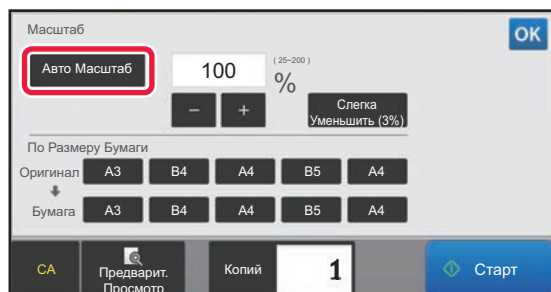 Масштаб
OK
Авто Масштаб
100
(25~200)
%
−
+
Слегка
Уменьшить (3%)
По Размеру Бумаги
Оригинал A3 B4 A4 B5 A4
Бумага A3 B4 A4 B5 A4
CA
Предварит.
Просмотр
Копий
1
Старт